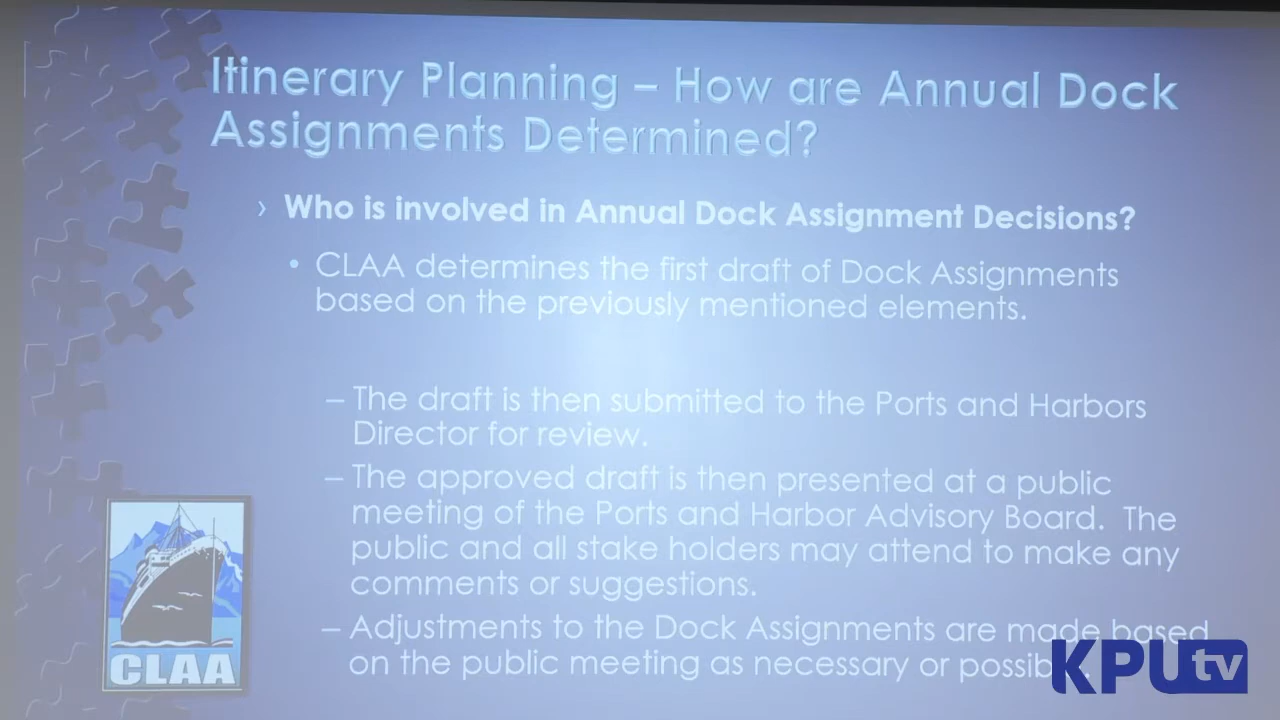 Itinerary Planning – How are Annual Dock
Assignments Determined?
› Who is involved in Annual Dock Assignment Decisions?
• CLAA determines the first draft of Dock Assignments
based on the previously mentioned elements.
– The draft is then submitted to the Ports and Harbors
Director for review.
– The approved draft is then presented at a public
meeting of the Ports and Harbor Advisory Board. The
public and all stake holders may attend to make any
comments or suggestions.
– Adjustments to the Dock Assignments are made based
on the public meeting as necessary or
CLAA
KPUtv